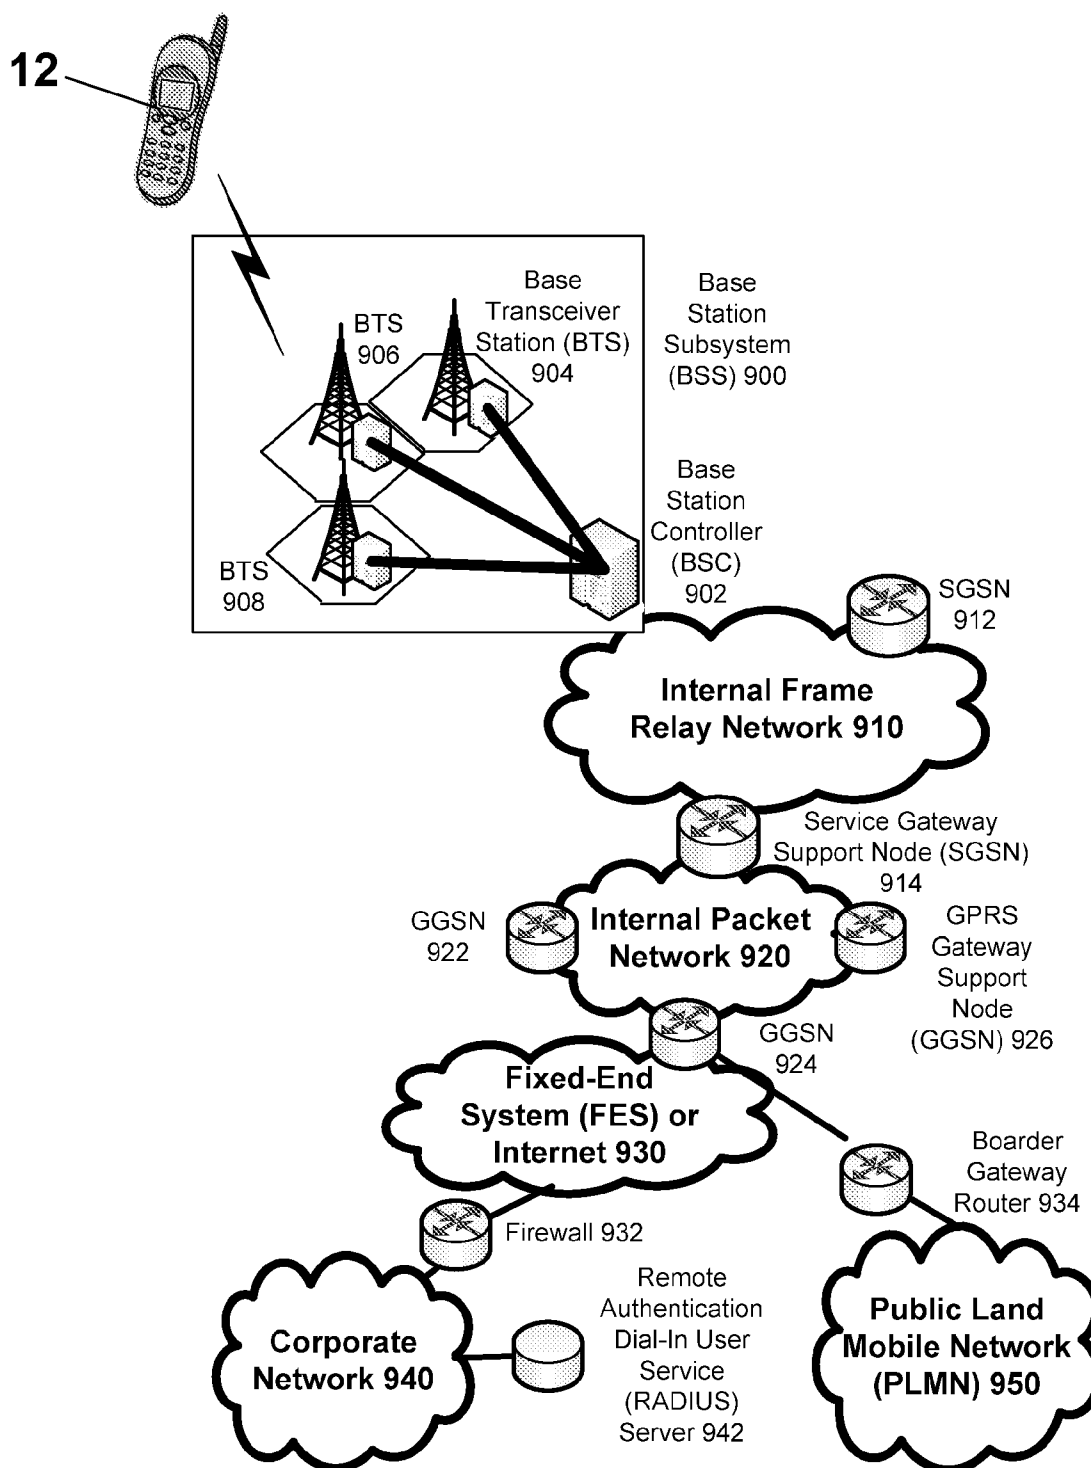 12
Base
Transceiver
Station (BTS)
904
BTS
906
Base
Station
Subsystem
(BSS) 900
BTS
908
Base
Station
Controller
(BSC)
902
SGSN
912
Internal Frame
Relay Network 910
Service Gateway
Support Node (SGSN)
914
GGSN
922
Internal Packet
Network 920
GPRS
Gateway
Support
Node
(GGSN) 926
GGSN
924
Fixed-End
System (FES) or
Internet 930
Boarder
Gateway
Router 934
Firewall 932
Corporate
Network 940
Remote
Authentication
Dial-In User
Service
(RADIUS)
Server 942
Public Land
Mobile Network
(PLMN) 950